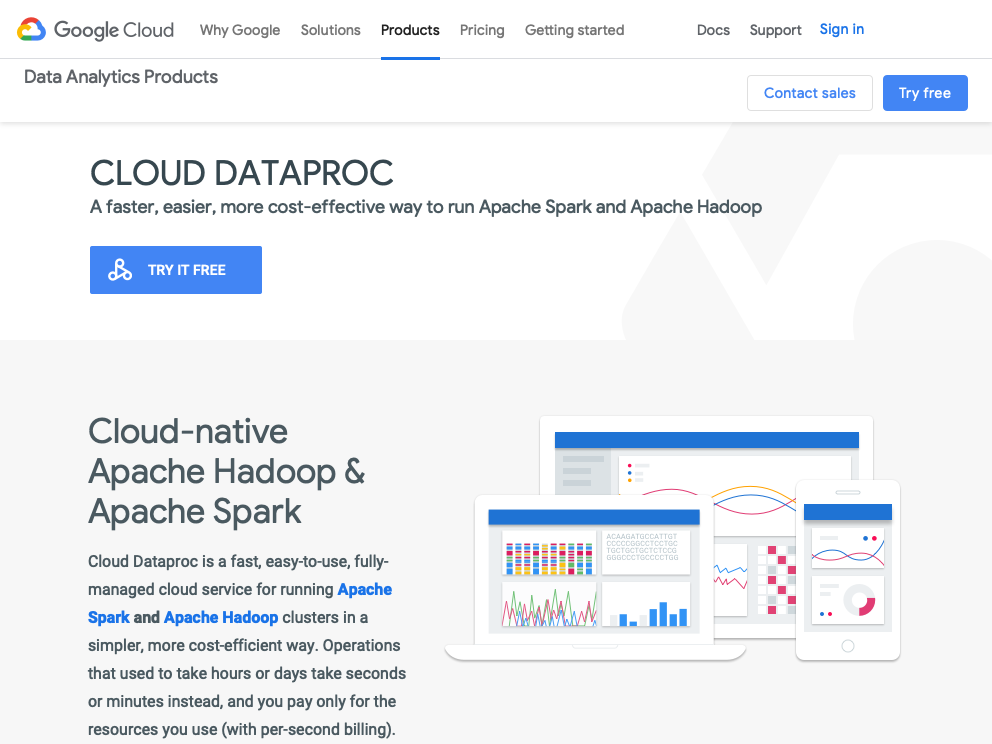 Google Cloud Why Google Solutions Products Pricing Getting started Docs Support Sign in
Data Analytics Products
Contact sales Try free
CLOUD DATAPROC
A faster, easier, more cost-effective way to run Apache Spark and Apache Hadoop
TRY IT FREE
Cloud-native
Apache Hadoop &
Apache Spark
Cloud Dataproc is a fast, easy-to-use, fully-
managed cloud service for running Apache
Spark and Apache Hadoop clusters in a
simpler, more cost-efficient way. Operations
that used to take hours or days take seconds
or minutes instead, and you pay only for the
resources you use (with per-second billing).
ACAAGATGCCATTGT
CCCCCGGCCTCCTGC
TGCTGCTGCTCTCCG
GGGCCCTGCCCCTGG